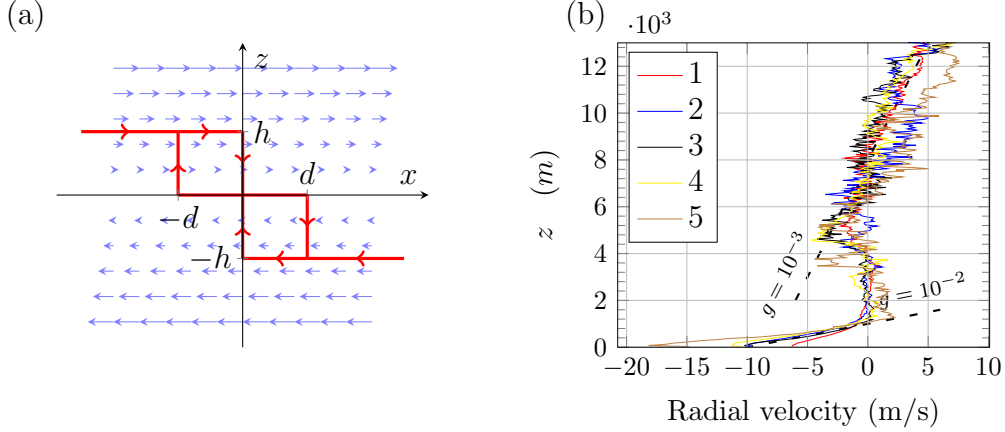 (a)
z
h
d
x
−d
−h
(b)
·10³
12
10
8
6
4
2
0
z (m)
1
2
3
4
5
g = 10⁻³
g = 10⁻²
−20
−15
−10
−5
0
5
10
Radial velocity (m/s)